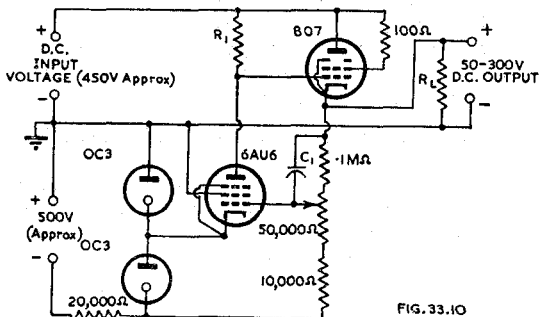 R₁
807
100Ω
+
D.C.
INPUT
VOLTAGE (450V Approx)
-
+
50-300V
D.C. OUTPUT
-
R_L
OC3
6AU6
C₁
·1MΩ
+
500V
(Approx)
-
OC3
50,000Ω
10,000Ω
20,000Ω
FIG. 33.10